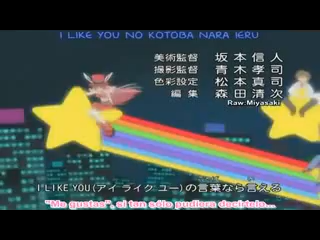 I LIKE YOU NO KOTOBA NARA IERU
美術監督 坂本信人
撮影監督 青木孝司
色彩設定 松本真司
編集 森田清次
Raw:Miyasaki
I LIKE YOU(アイ ライク ユー)の言葉なら言える
"Me gustas", si tan sólo pudiera decírtelo...